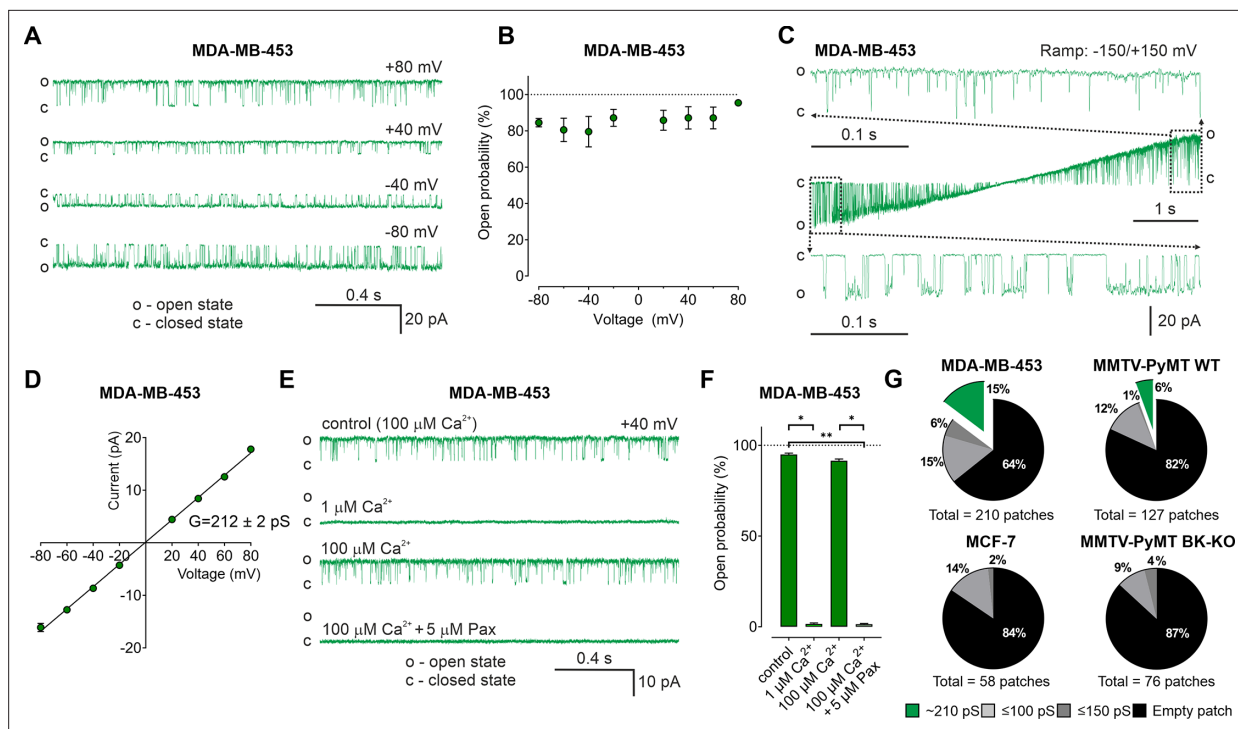 A
MDA-MB-453
+80 mV
o
c
+40 mV
o
c
-40 mV
c
o
-80 mV
c
o
o - open state
c - closed state
0.4 s
20 pA
B
MDA-MB-453
Open probability (%)
100
80
60
40
20
0
-80
-40
0
20
40
80
Voltage (mV)
C
MDA-MB-453
Ramp: -150/+150 mV
o
c
0.1 s
o
c
c
o
1 s
c
o
0.1 s
20 pA
D
MDA-MB-453
Current (pA)
20
10
-10
-20
G=212 ± 2 pS
-80 -60 -40 -20
20 40 60 80
Voltage (mV)
E
MDA-MB-453
control (100 µM Ca2+)
+40 mV
o
c
1 µM Ca2+
o
c
100 µM Ca2+
o
c
100 µM Ca2+ + 5 µM Pax
o
c
o - open state
c - closed state
0.4 s
10 pA
F
MDA-MB-453
Open probability (%)
100
50
0
*
*
**
control
1 µM Ca2+
100 µM Ca2+
100 µM Ca2+
+ 5 µM Pax
G
MDA-MB-453
15%
6%
15%
64%
Total = 210 patches
MMTV-PyMT WT
6%
1%
12%
82%
Total = 127 patches
MCF-7
2%
14%
84%
Total = 58 patches
MMTV-PyMT BK-KO
4%
9%
87%
Total = 76 patches
~210 pS ≤100 pS ≤150 pS Empty patch